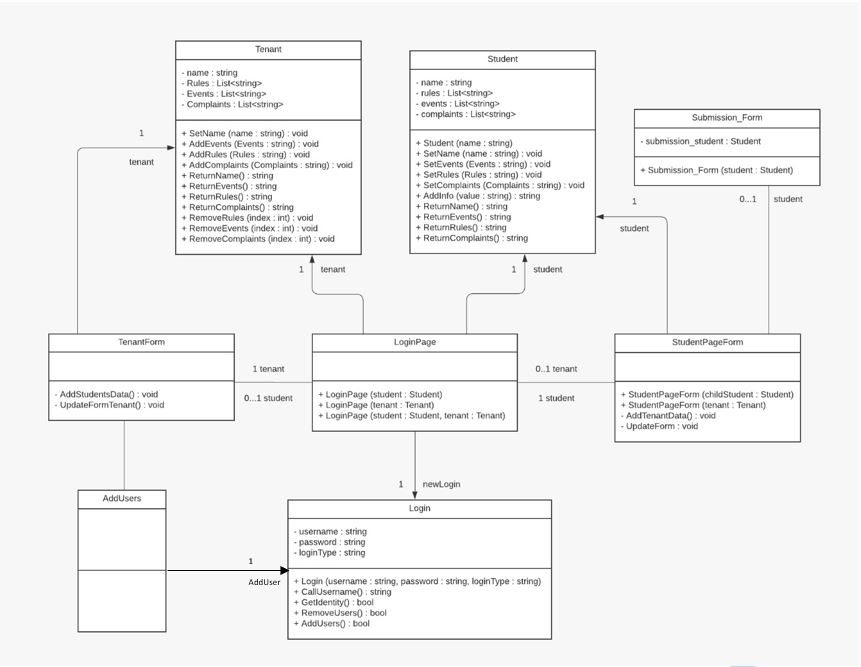 Tenant
- name : string
- Rules : List<string>
- Events : List<string>
- Complaints : List<string>
+ SetName (name : string) : void
+ AddEvents (Events : string) : void
+ AddRules (Rules : string) : void
+ AddComplaints (Complaints : string) : void
+ ReturnName() : string
+ ReturnEvents() : string
+ ReturnRules() : string
+ ReturnComplaints() : string
+ RemoveRules (index : int) : void
+ RemoveEvents (index : int) : void
+ RemoveComplaints (index : int) : void
Student
- name : string
- rules : List<string>
- events : List<string>
- complaints : List<string>
+ Student (name : string)
+ SetName (name : string) : void
+ SetEvents (Events : string) : void
+ SetRules (Rules : string) : void
+ SetComplaints (Complaints : string) : void
+ AddInfo (value : string) : string
+ ReturnName() : string
+ ReturnEvents() : string
+ ReturnRules() : string
+ ReturnComplaints() : string
Submission_Form
- submission_student : Student
+ Submission_Form (student : Student)
1
tenant
1 tenant
1 student
1
student
0...1 student
TenantForm
- AddStudentsData() : void
- UpdateFormTenant() : void
1 tenant
0...1 student
LoginPage
+ LoginPage (student : Student)
+ LoginPage (tenant : Tenant)
+ LoginPage (student : Student, tenant : Tenant)
0..1 tenant
1 student
StudentPageForm
+ StudentPageForm (childStudent : Student)
+ StudentPageForm (tenant : Tenant)
- AddTenantData() : void
- UpdateForm : void
1 newLogin
AddUsers
1
AddUser
Login
- username : string
- password : string
- loginType : string
+ Login (username : string, password : string, loginType : string)
+ CallUsername() : string
+ GetIdentity() : bool
+ RemoveUsers() : bool
+ AddUsers() : bool